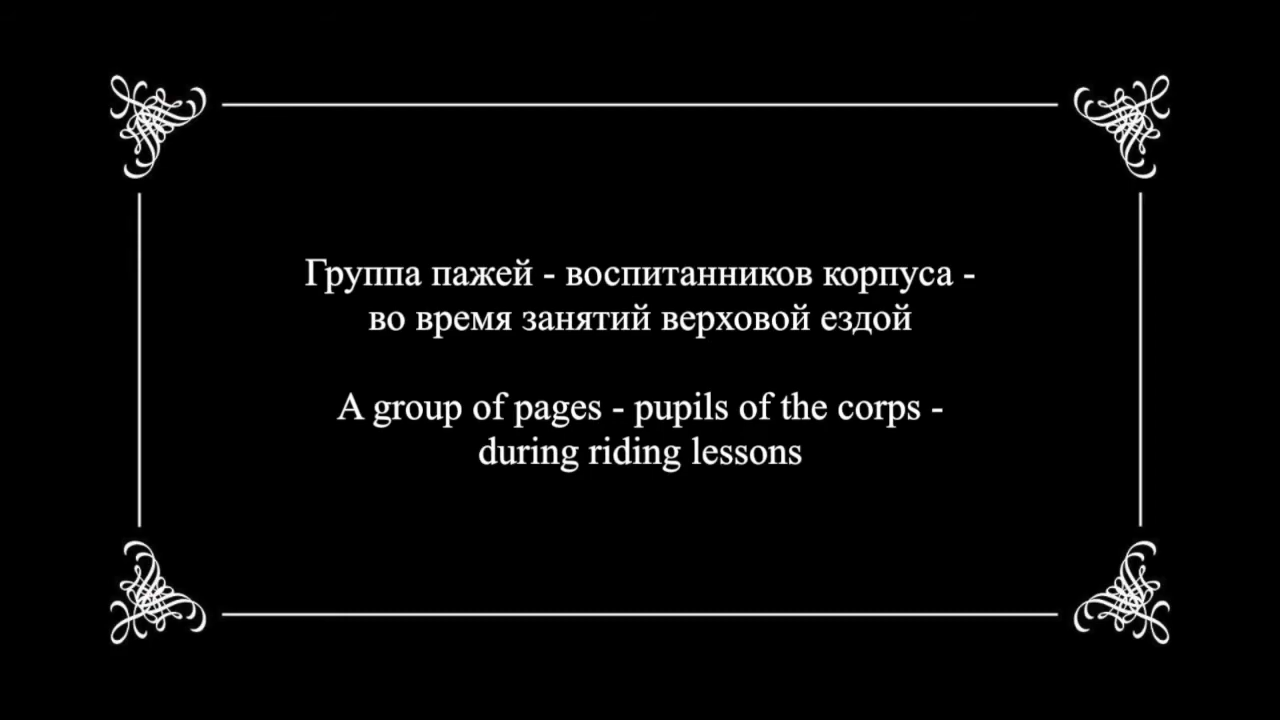 Группа пажей - воспитанников корпуса -
во время занятий верховой ездой
A group of pages - pupils of the corps -
during riding lessons